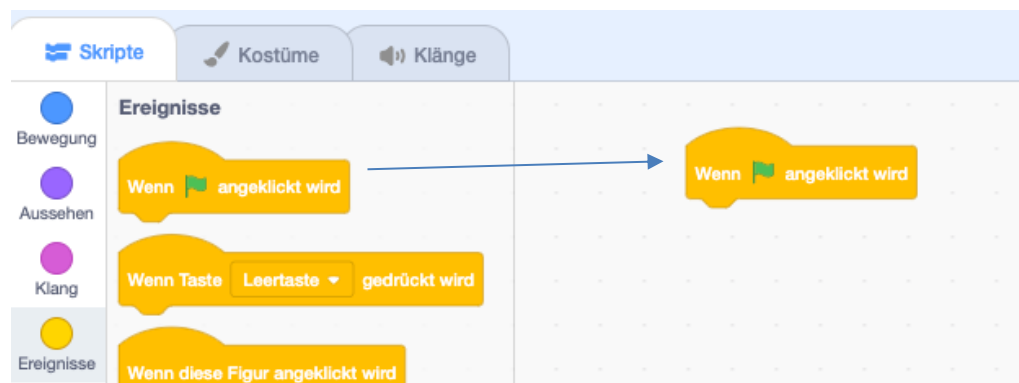 Skripte
Kostüme
Klänge
Bewegung
Aussehen
Klang
Ereignisse
Ereignisse
Wenn angeklickt wird
Wenn Taste Leertaste gedrückt wird
Wenn diese Figur angeklickt wird
Wenn angeklickt wird